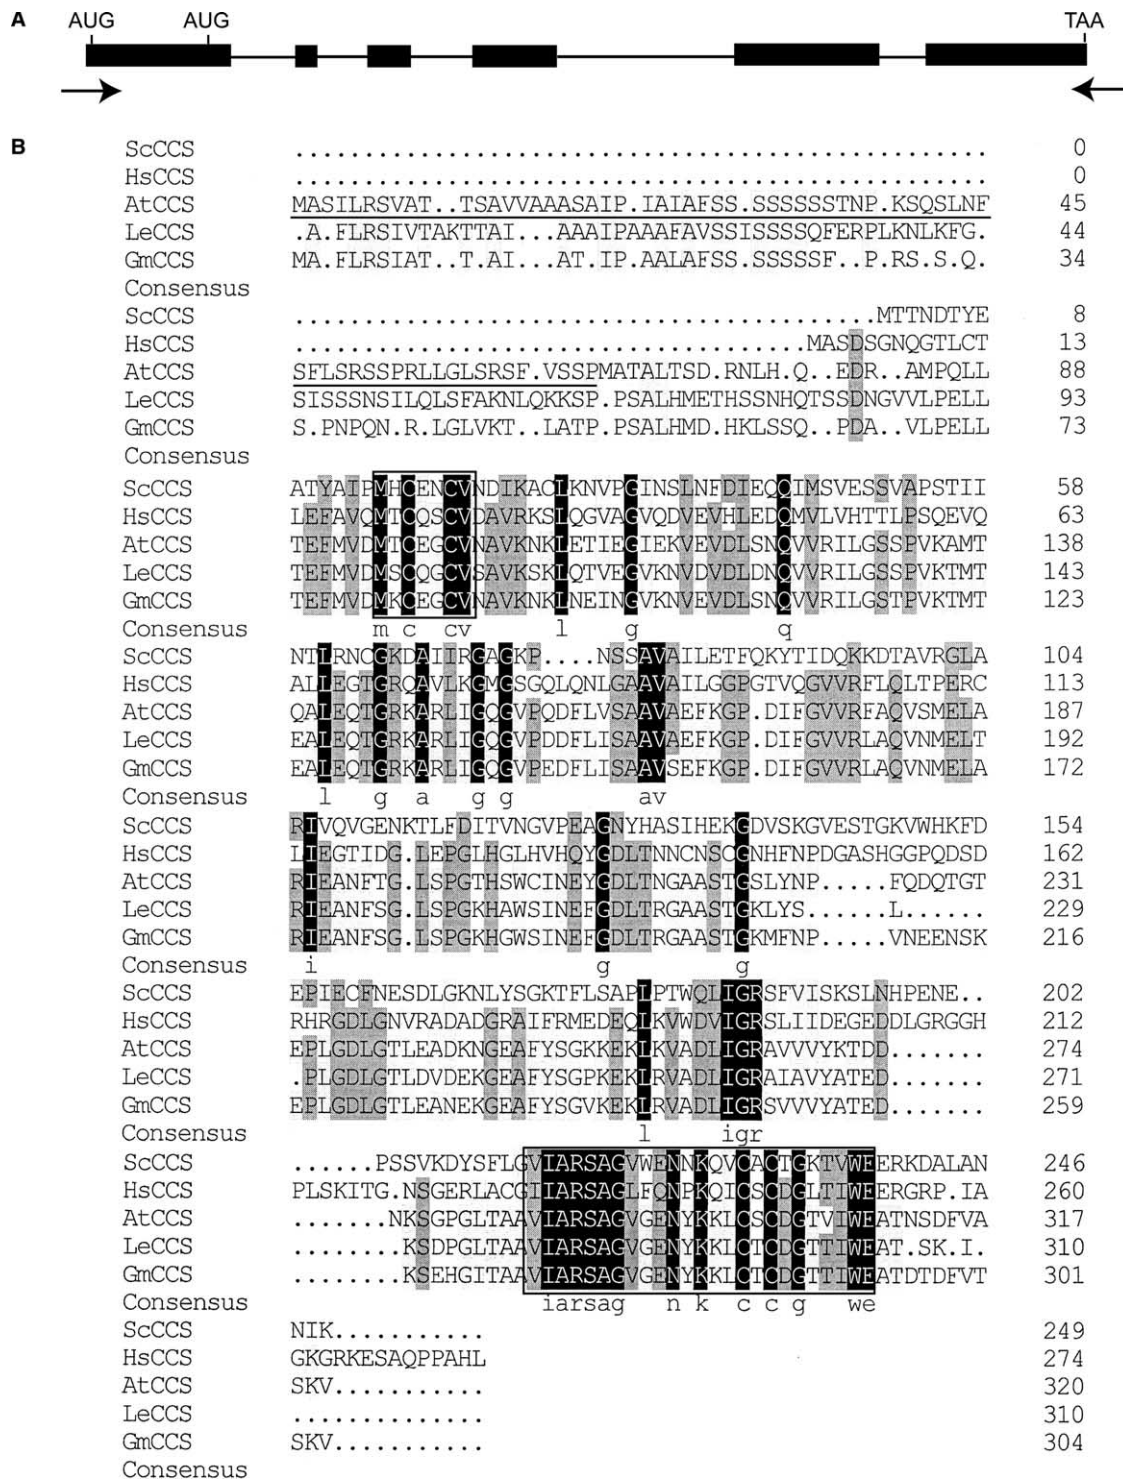 A
AUG AUG TAA
B
ScCCS .................................................. 0
HsCCS .................................................. 0
AtCCS MASILRSVAT..TSAVVAAASAIP.IAIAFSS.SSSSSSTNP.KSQSLNF 45
LeCCS .A.FLRSIVTAKTTAI...AAAIPAAAFAVSSISSSSQFERPLKNLKFG. 44
GmCCS MA.FLRSIAT..T.AI...AT.IP.AALAFSS.SSSSSF..P.RS.S.Q. 34
Consensus
ScCCS ..........................................MTTNDTYE 8
HsCCS .....................................MASDSGNQGTLCT 13
AtCCS SFLSRSSPRLLGLSRSF.VSSPMATALTSD.RNLH.Q..EDR..AMPQLL 88
LeCCS SISSSNSILQLSFAKNLQKKSP.PSALHMETHSSNHQTSSDNGVVLPELL 93
GmCCS S.PNPQN.R.LGLVKT..LATP.PSALHMD.HKLSSQ..PDA..VLPELL 73
Consensus
ScCCS ATYAIPMHCENCVNDIKACLKNVPGINSLNFDIEQQIMSVESSVAPSTII 58
HsCCS LEFAVQMTCQSCVDAVRKSLQGVAGVQDVEVHLEDQMVLVHTTLPSQEVQ 63
AtCCS TEFMVDMTCEGCVNAVKNKLETIEGIEKVEVDLSNQVVRILGSSPVKAMT 138
LeCCS TEFMVDMSCQGCVSAVKSKLQTVEGVKNVDVDLDNQVVRILGSSPVKTMT 143
GmCCS TEFMVDMKCEGCVNAVKNKLNEINGVKNVEVDLSNQVVRILGSTPVKTMT 123
Consensus m c cv l g q
ScCCS NTLRNCGKDAIIRGAGKP....NSSAVAILETFQKYTIDQKKDTAVRGLA 104
HsCCS ALLEGTGRQAVLKGMGSGQLQNLGAAVAILGGPGTVQGVVRFLQLTPERC 113
AtCCS QALEQTGRKARLIGQGVPQDFLVSAAVAEFKGP.DIFGVVRFAQVSMELA 187
LeCCS EALEQTGRKARLIGQGVPDDFLISAAVAEFKGP.DIFGVVRLAQVNMELT 192
GmCCS EALEQTGRKARLIGQGVPEDFLISAAVSEFKGP.DIFGVVRLAQVNMELA 172
Consensus l g a g g av
ScCCS RIVQVGENKTLFDITVNGVPEAGNYHASIHEKGDVSKGVESTGKVWHKFD 154
HsCCS LIEGTIDG.LEPGLHGLHVHQYGDLTNNCNSCGNHFNPDGASHGGPQDSD 162
AtCCS RIEANFTG.LSPGTHSWCINEYGDLTNGAASTGSLYNP.....FQDQTGT 231
LeCCS RIEANFSG.LSPGKHAWSINEFGDLTRGAASTGKLYS......L...... 229
GmCCS RIEANFSG.LSPGKHGWSINEFGDLTRGAASTGKMFNP.....VNEENSK 216
Consensus i g g
ScCCS EPIECFNESDLGKNLYSGKTFLSAPLPTWQLIGRSFVISKSLNHPENE.. 202
HsCCS RHRGDLGNVRADADGRAIFRMEDEQLKVWDVIGRSLIIDEGEDDLGRGGH 212
AtCCS EPLGDLGTLEADKNGEAFYSGKKEKLKVADLIGRAVVVYKTDD....... 274
LeCCS .PLGDLGTLDVDEKGEAFYSGPKEKLRVADLIGRAIAVYATED....... 271
GmCCS EPLGDLGTLEANEKGEAFYSGVKEKLRVADLIGRSVVVYATED....... 259
Consensus l igr
ScCCS ......PSSVKDYSFLGVIARSAGVWENNKQVCACTGKTVWEERKDALAN 246
HsCCS PLSKITG.NSGERLACGIIARSAGLFQNPKQICSCDGLTIWEERGRP.IA 260
AtCCS .......NKSGPGLTAAVIARSAGVGENYKKLCSCDGTVIWEATNSDFVA 317
LeCCS ........KSDPGLTAAVIARSAGVGENYKKLCTCDGTTIWEAT.SK.I. 310
GmCCS ........KSEHGITAAVIARSAGVGENYKKLCTCDGTTIWEATDTDFVT 301
Consensus iarsag n k c c g we
ScCCS NIK........... 249
HsCCS GKGRKESAQPPAHL 274
AtCCS SKV........... 320
LeCCS .............. 310
GmCCS SKV........... 304
Consensus